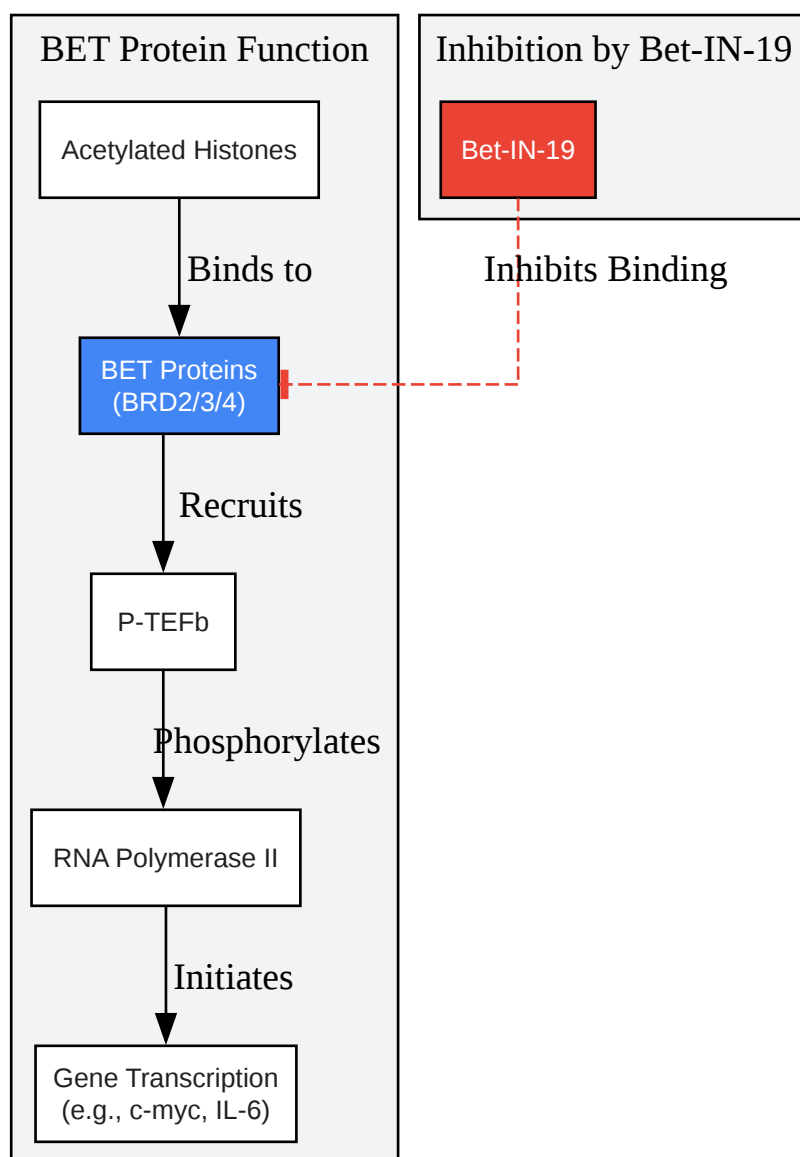 BET Protein Function
Acetylated Histones
Binds to
BET Proteins
(BRD2/3/4)
Recruits
P-TEFb
Phosphorylates
RNA Polymerase II
Initiates
Gene Transcription
(e.g., c-myc, IL-6)
Inhibition by Bet-IN-19
Bet-IN-19
Inhibits Binding